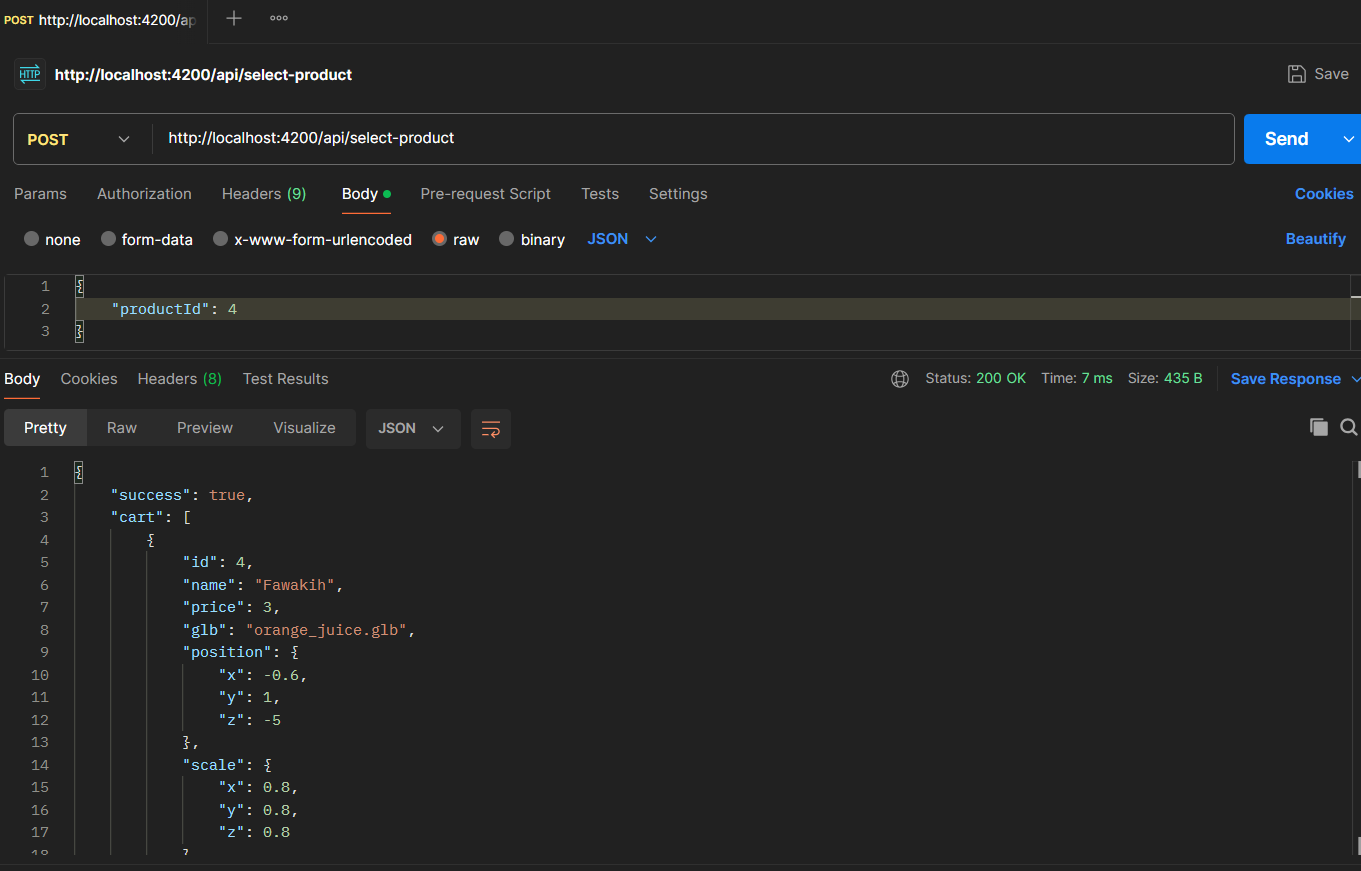 POST http://localhost:4200/ap
HTTP http://localhost:4200/api/select-product Save
POST http://localhost:4200/api/select-product Send
Params Authorization Headers (9) Body Pre-request Script Tests Settings Cookies
none form-data x-www-form-urlencoded raw binary JSON Beautify
1 {
2 "productId": 4
3 }
Body Cookies Headers (8) Test Results Status: 200 OK Time: 7 ms Size: 435 B Save Response
Pretty Raw Preview Visualize JSON
1 {
2 "success": true,
3 "cart": [
4 {
5 "id": 4,
6 "name": "Fawakih",
7 "price": 3,
8 "glb": "orange_juice.glb",
9 "position": {
10 "x": -0.6,
11 "y": 1,
12 "z": -5
13 },
14 "scale": {
15 "x": 0.8,
16 "y": 0.8,
17 "z": 0.8
18 }